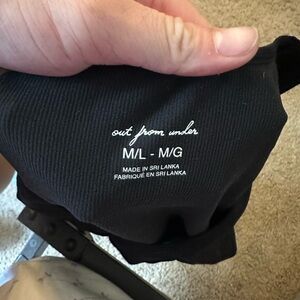 out from under
M/L - M/G
MADE IN SRI LANKA
FABRIQUÉ EN SRI LANKA